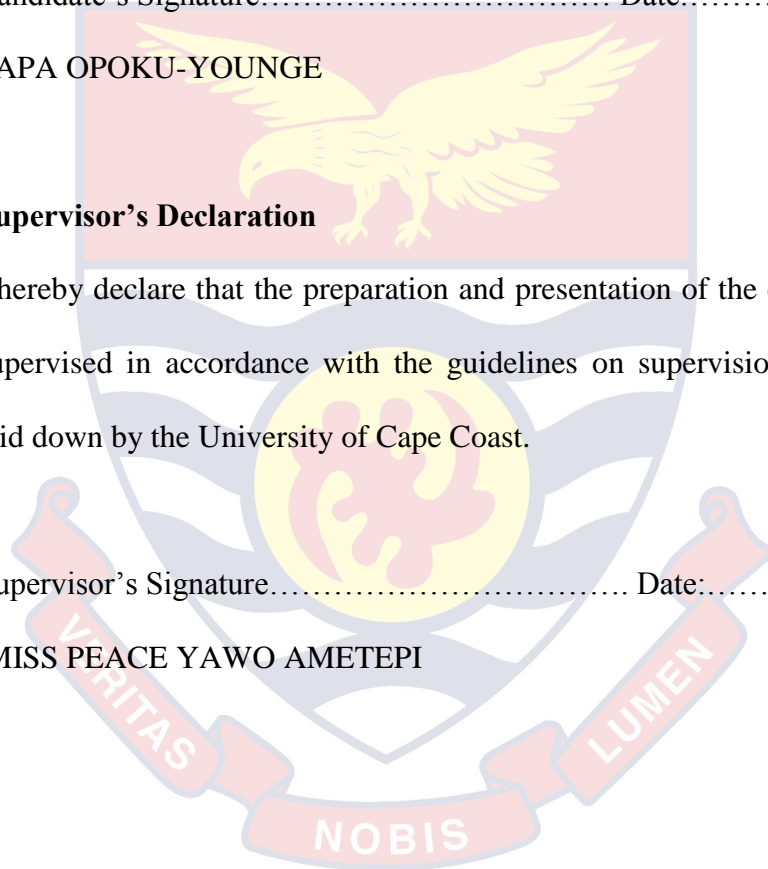 andidate's Signature…………………………… Date:………
APA OPOKU-YOUNGE
upervisor's Declaration
hereby declare that the preparation and presentation of the
upervised in accordance with the guidelines on supervisio
id down by the University of Cape Coast.
upervisor's Signature……………………………. Date:……
MISS PEACE YAWO AMETEPI
VERITAS
NOBIS
LUMEN